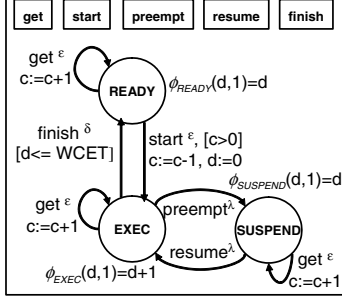 get start preempt resume finish
get ε
c:=c+1
READY
ϕREADY(d,1)=d
finish δ
[d<= WCET]
start ε, [c>0]
c:=c-1, d:=0
ϕSUSPEND(d,1)=d
get ε
c:=c+1
EXEC
preemptλ
SUSPEND
resumeλ
ϕEXEC(d,1)=d+1
get ε
c:=c+1